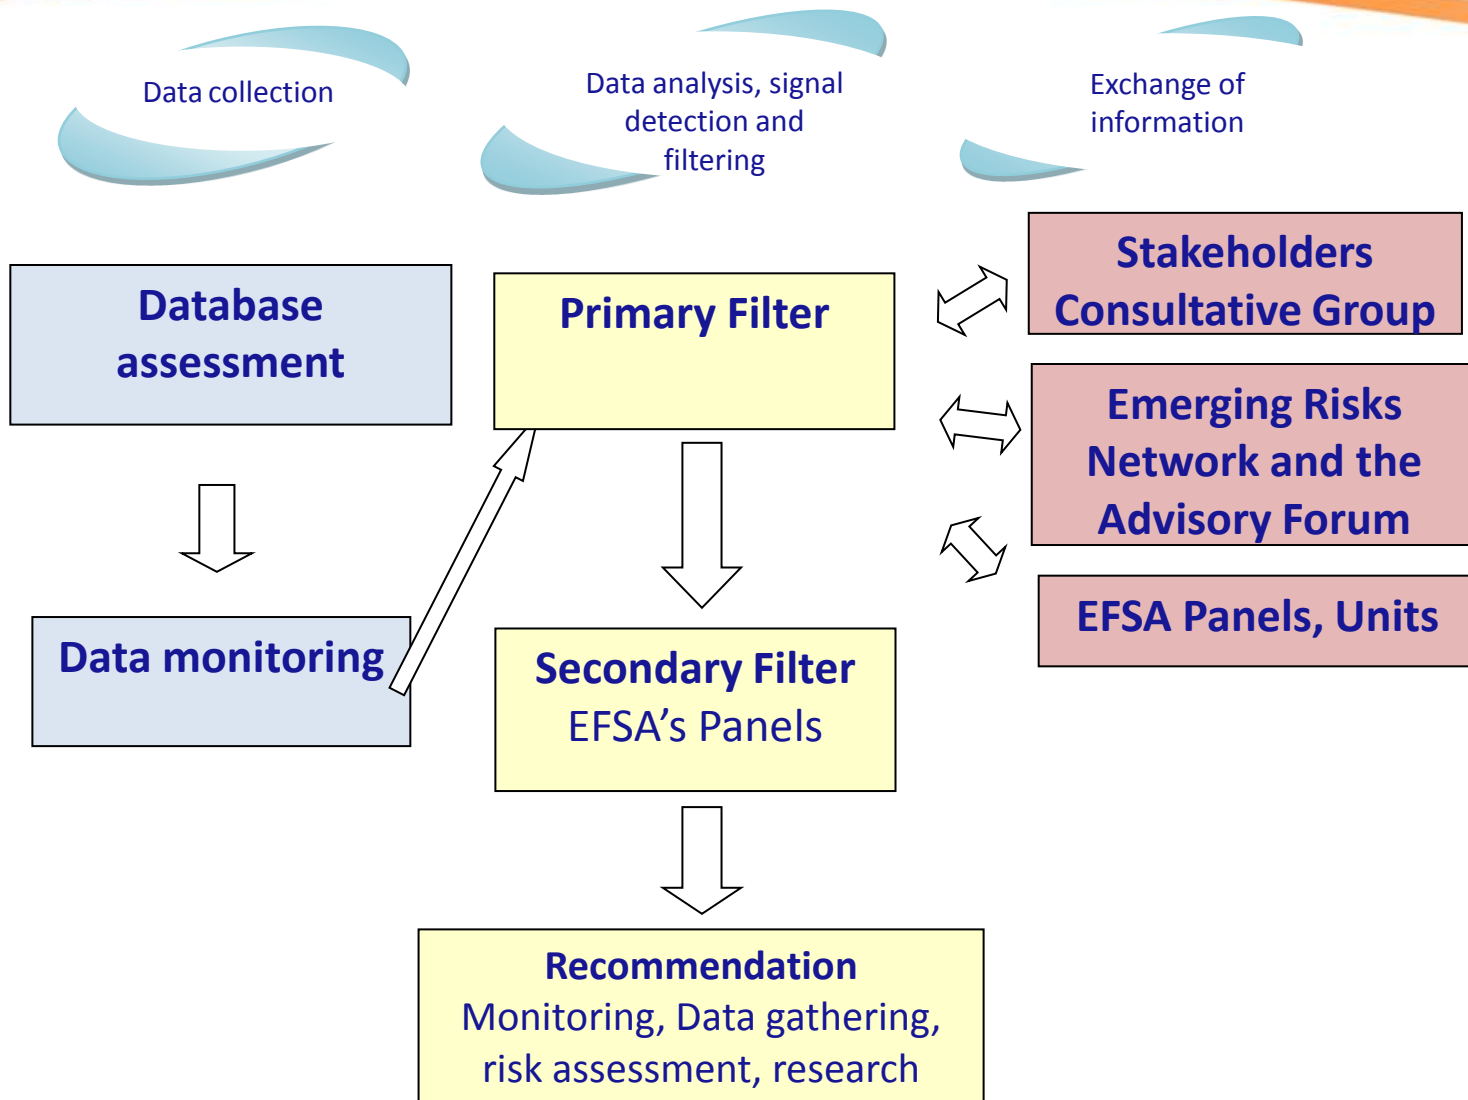 Data collection
Data analysis, signal
detection and
filtering
Exchange of
information
Database
assessment
Data monitoring
Primary Filter
Secondary Filter
EFSA’s Panels
Recommendation
Monitoring, Data gathering,
risk assessment, research
Stakeholders
Consultative Group
Emerging Risks
Network and the
Advisory Forum
EFSA Panels, Units